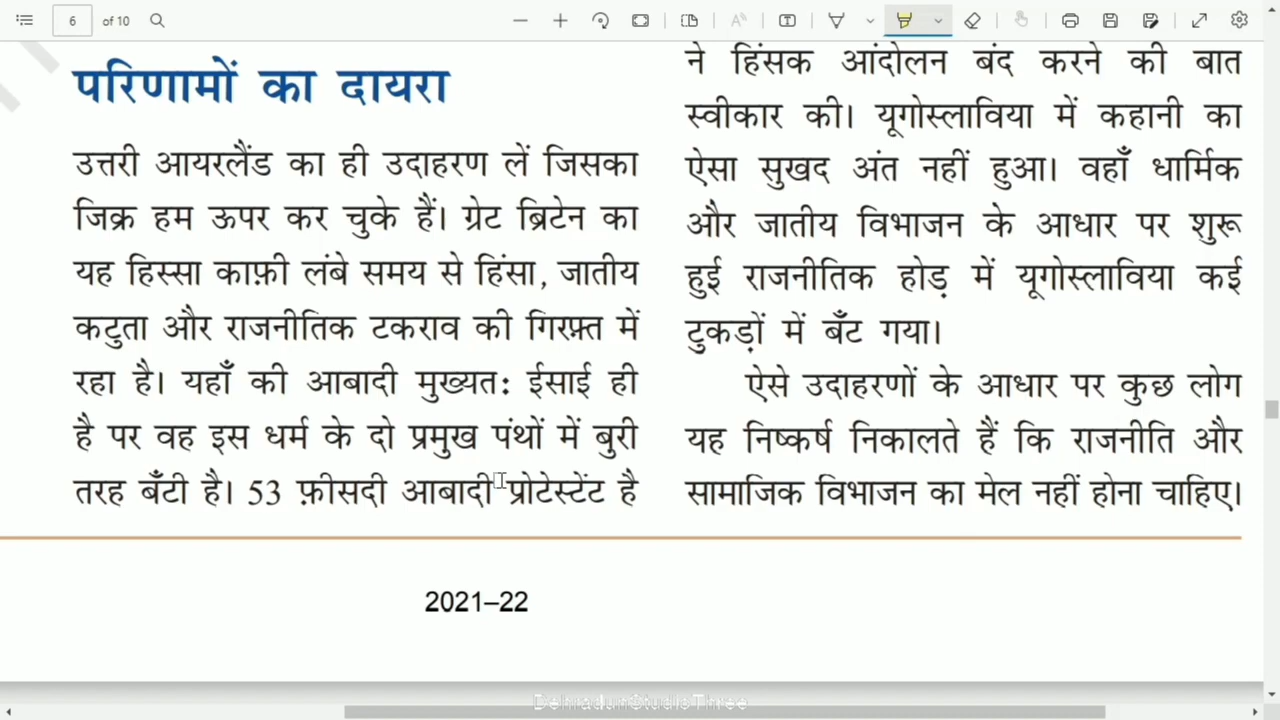 6 of 10
परिणामों का दायरा
उत्तरी आयरलैंड का ही उदाहरण लें जिसका
जिक्र हम ऊपर कर चुके हैं। ग्रेट ब्रिटेन का
यह हिस्सा काफ़ी लंबे समय से हिंसा, जातीय
कटुता और राजनीतिक टकराव की गिरफ़्त में
रहा है। यहाँ की आबादी मुख्यत: ईसाई ही
है पर वह इस धर्म के दो प्रमुख पंथों में बुरी
तरह बँटी है। 53 फ़ीसदी आबादी प्रोटेस्टेंट है
ने हिंसक आंदोलन बंद करने की बात
स्वीकार की। यूगोस्लाविया में कहानी का
ऐसा सुखद अंत नहीं हुआ। वहाँ धार्मिक
और जातीय विभाजन के आधार पर शुरू
हुई राजनीतिक होड़ में यूगोस्लाविया कई
टुकड़ों में बँट गया।
ऐसे उदाहरणों के आधार पर कुछ लोग
यह निष्कर्ष निकालते हैं कि राजनीति और
सामाजिक विभाजन का मेल नहीं होना चाहिए।
2021–22
DehradunStudioThree